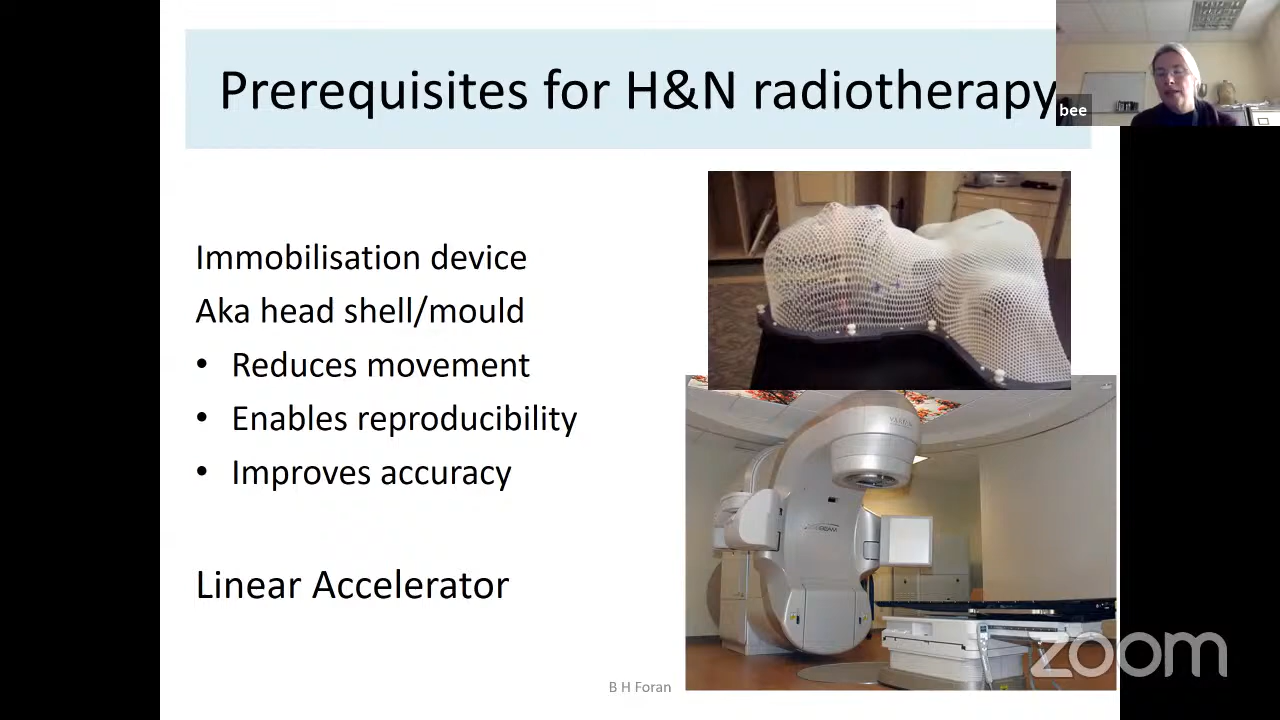 Prerequisites for H&N radiotherapy
bee
Immobilisation device
Aka head shell/mould
• Reduces movement
• Enables reproducibility
• Improves accuracy
Linear Accelerator
B H Foran
zoom